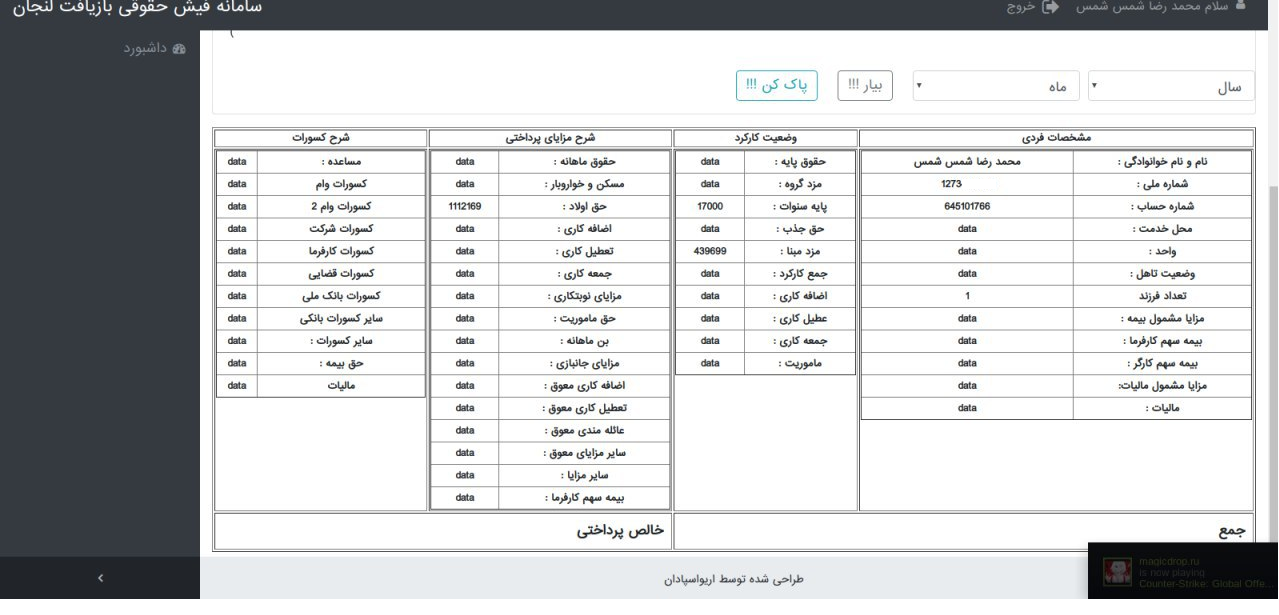 سامانه فیش حقوقی بازیافت لنجان
سلام محمد رضا شمس شمس
خروج
داشبورد
)
سال
ماه
بیار !!!
پاک کن !!!
مشخصات فردی
نام و نام خوانوادگی : محمد رضا شمس شمس
شماره ملی : 1273
شماره حساب : 645101766
محل خدمت : data
واحد : data
وضعیت تاهل : data
تعداد فرزند 1
مزایا مشمول بیمه : data
بیمه سهم کارفرما : data
بیمه سهم کارگر : data
مزایا مشمول مالیات: data
مالیات : data
وضعیت کارکرد
حقوق پایه : data
مزد گروه : data
پایه سنوات : 17000
حق جذب : data
مزد مبنا : 439699
جمع کارکرد : data
اضافه کاری : data
عطیل کاری : data
جمعه کاری : data
ماموریت : data
شرح مزایای پرداختی
حقوق ماهانه : data
مسکن و خواروبار : data
حق اولاد : 1112169
اضافه کاری : data
تعطیل کاری : data
جمعه کاری : data
مزایای نوبتکاری : data
حق ماموریت : data
بن ماهانه : data
مزایای جانبازی : data
اضافه کاری معوق : data
تعطیل کاری معوق : data
عائله مندی معوق : data
سایر مزایای معوق : data
سایر مزایا : data
بیمه سهم کارفرما : data
شرح کسورات
مساعده : data
کسورات وام data
کسورات وام 2 data
کسورات شرکت data
کسورات کارفرما data
کسورات قضایی data
کسورات بانک ملی data
سایر کسورات بانکی data
سایر کسورات : data
حق بیمه : data
مالیات data
جمع
خالص پرداختی
طراحی شده توسط اریواسپادان
magicdrop.ru
is now playing
Counter-Strike: Global Offe...